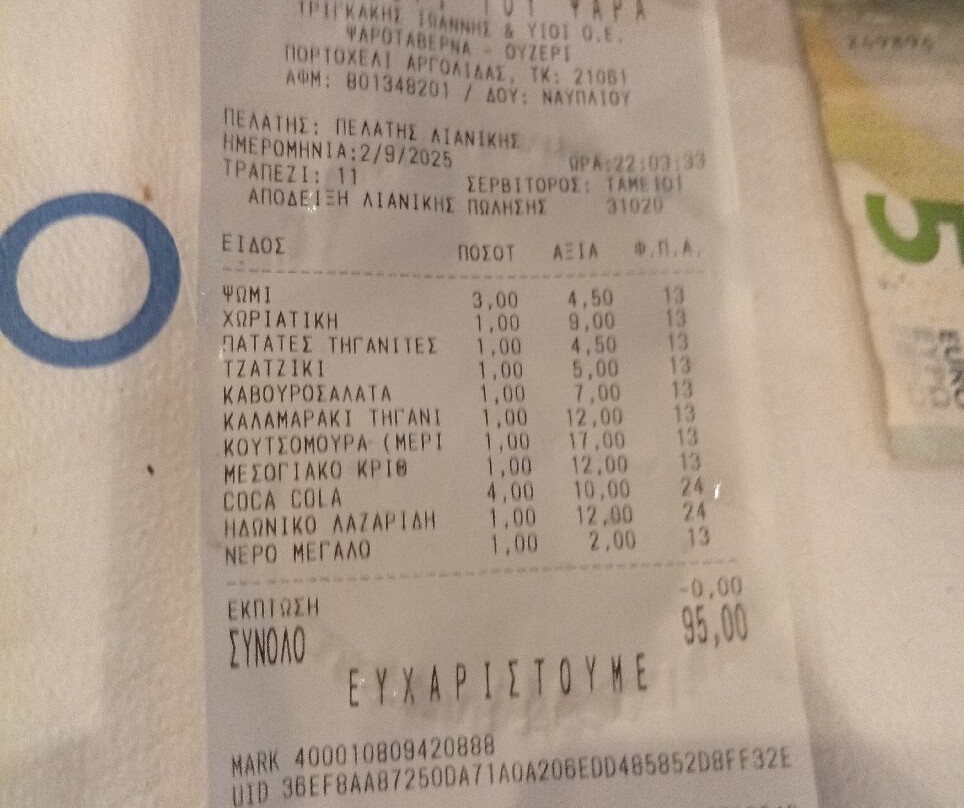 ΤΟΥ ΨΑΡΑ
ΤΡΙΓΚΑΚΗΣ ΙΩΑΝΝΗΣ & ΥΙΟΙ Ο.Ε.
ΨΑΡΟΤΑΒΕΡΝΑ - ΟΥΖΕΡΙ
ΠΟΡΤΟΧΕΛΙ ΑΡΓΟΛΙΔΑΣ, ΤΚ: 21061
ΑΦΜ: 801348201 / ΔΟΥ: ΝΑΥΠΛΙΟΥ
ΠΕΛΑΤΗΣ: ΠΕΛΑΤΗΣ ΛΙΑΝΙΚΗΣ
ΗΜΕΡΟΜΗΝΙΑ:2/9/2025 ΩΡΑ:22:03:33
ΤΡΑΠΕΖΙ: 11 ΣΕΡΒΙΤΟΡΟΣ: ΤΑΜΕΙΟ1
ΑΠΟΔΕΙΞΗ ΛΙΑΝΙΚΗΣ ΠΩΛΗΣΗΣ 31020
ΕΙΔΟΣ ΠΟΣΟΤ ΑΞΙΑ Φ.Π.Α.
ΨΩΜΙ 3,00 4,50 13
ΧΩΡΙΑΤΙΚΗ 1,00 9,00 13
ΠΑΤΑΤΕΣ ΤΗΓΑΝΙΤΕΣ 1,00 4,50 13
ΤΖΑΤΖΙΚΙ 1,00 5,00 13
ΚΑΒΟΥΡΟΣΑΛΑΤΑ 1,00 7,00 13
ΚΑΛΑΜΑΡΑΚΙ ΤΗΓΑΝΙ 1,00 12,00 13
ΚΟΥΤΣΟΜΟΥΡΑ (ΜΕΡΙ 1,00 17,00 13
ΜΕΣΟΓΙΑΚΟ ΚΡΙΘ 1,00 12,00 13
COCA COLA 4,00 10,00 24
ΗΔΩΝΙΚΟ ΛΑΖΑΡΙΔΗ 1,00 12,00 24
ΝΕΡΟ ΜΕΓΑΛΟ 1,00 2,00 13
ΕΚΠΤΩΣΗ -0,00
ΣΥΝΟΛΟ 95,00
ΕΥΧΑΡΙΣΤΟΥΜΕ
MARK 400010809420888
UID 36EF8AA87250DA71A0A206EDD485852D8FF32E
5
EURO
ΕΥΡΩ